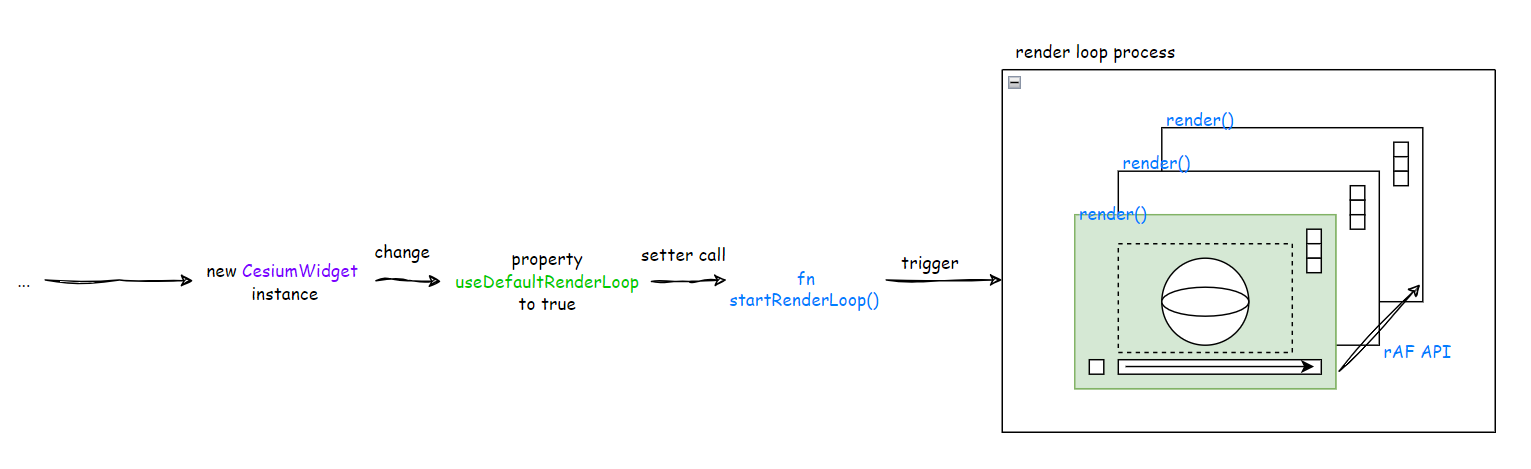 render loop process
render()
render()
render()
... 
new CesiumWidget
instance
change
property
useDefaultRenderLoop
to true
setter call
fn
startRenderLoop()
trigger
rAF API